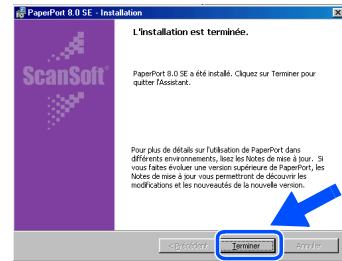 PaperPort 8.0 SE - Installation
L'installation est terminée.
ScanSoft
PaperPort 8.0 SE a été installé. Cliquez sur Terminer pour
quitter l'Assistant.
Pour plus de détails sur l'utilisation de PaperPort dans
différents environnements, lisez les Notes de mise à jour. Si
vous faites évoluer une version supérieure de PaperPort, les
Notes de mise à jour vous permettront de découvrir les
modifications et les nouveautés de la nouvelle version.
< Précédent Terminer Annuler